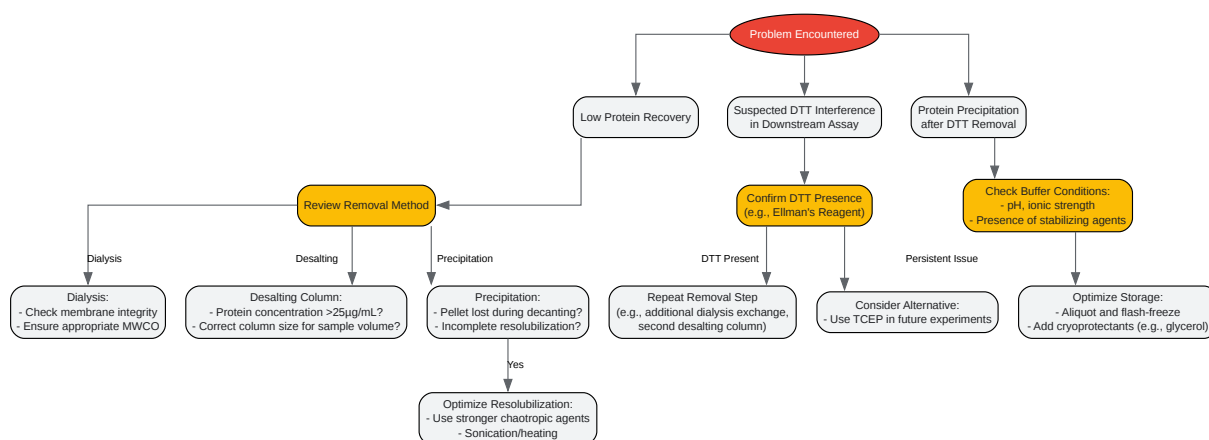 Problem Encountered
Low Protein Recovery
Suspected DTT Interference
in Downstream Assay
Protein Precipitation
after DTT Removal
Review Removal Method
Confirm DTT Presence
(e.g., Ellman's Reagent)
Check Buffer Conditions:
- pH, ionic strength
- Presence of stabilizing agents
Dialysis
Desalting
Precipitation
DTT Present
Persistent Issue
Dialysis:
- Check membrane integrity
- Ensure appropriate MWCO
Desalting Column:
- Protein concentration >25µg/mL?
- Correct column size for sample volume?
Precipitation:
- Pellet lost during decanting?
- Incomplete resolubilization?
Repeat Removal Step
(e.g., additional dialysis exchange,
second desalting column)
Consider Alternative:
- Use TCEP in future experiments
Optimize Storage:
- Aliquot and flash-freeze
- Add cryoprotectants (e.g., glycerol)
Yes
Optimize Resolubilization:
- Use stronger chaotropic agents
- Sonication/heating